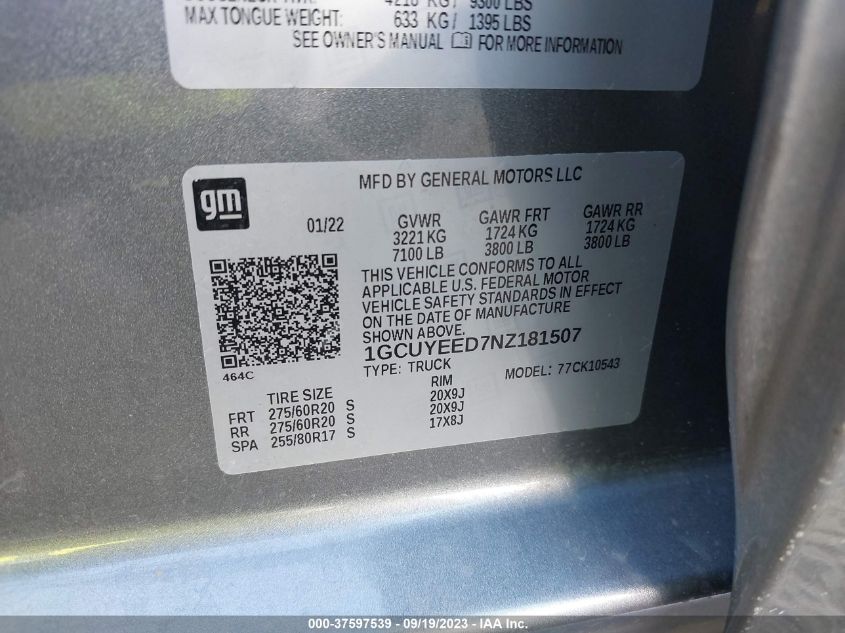 MAX TONGUE WEIGHT: 633 KG/ 1395 LBS
SEE OWNER'S MANUAL FOR MORE INFORMATION
gm
MFD BY GENERAL MOTORS LLC
01/22 GVWR GAWR FRT GAWR RR
3221 KG 1724 KG 1724 KG
7100 LB 3800 LB 3800 LB
THIS VEHICLE CONFORMS TO ALL
APPLICABLE U.S. FEDERAL MOTOR
VEHICLE SAFETY STANDARDS IN EFFECT
ON THE DATE OF MANUFACTURE
SHOWN ABOVE.
1GCUYEED7NZ181507
464C
TYPE: TRUCK MODEL: 77CK10543
TIRE SIZE RIM
FRT 275/60R20 S 20X9J
RR 275/60R20 S 20X9J
SPA 255/80R17 S 17X8J
000-37597539 - 09/19/2023 - IAA Inc.